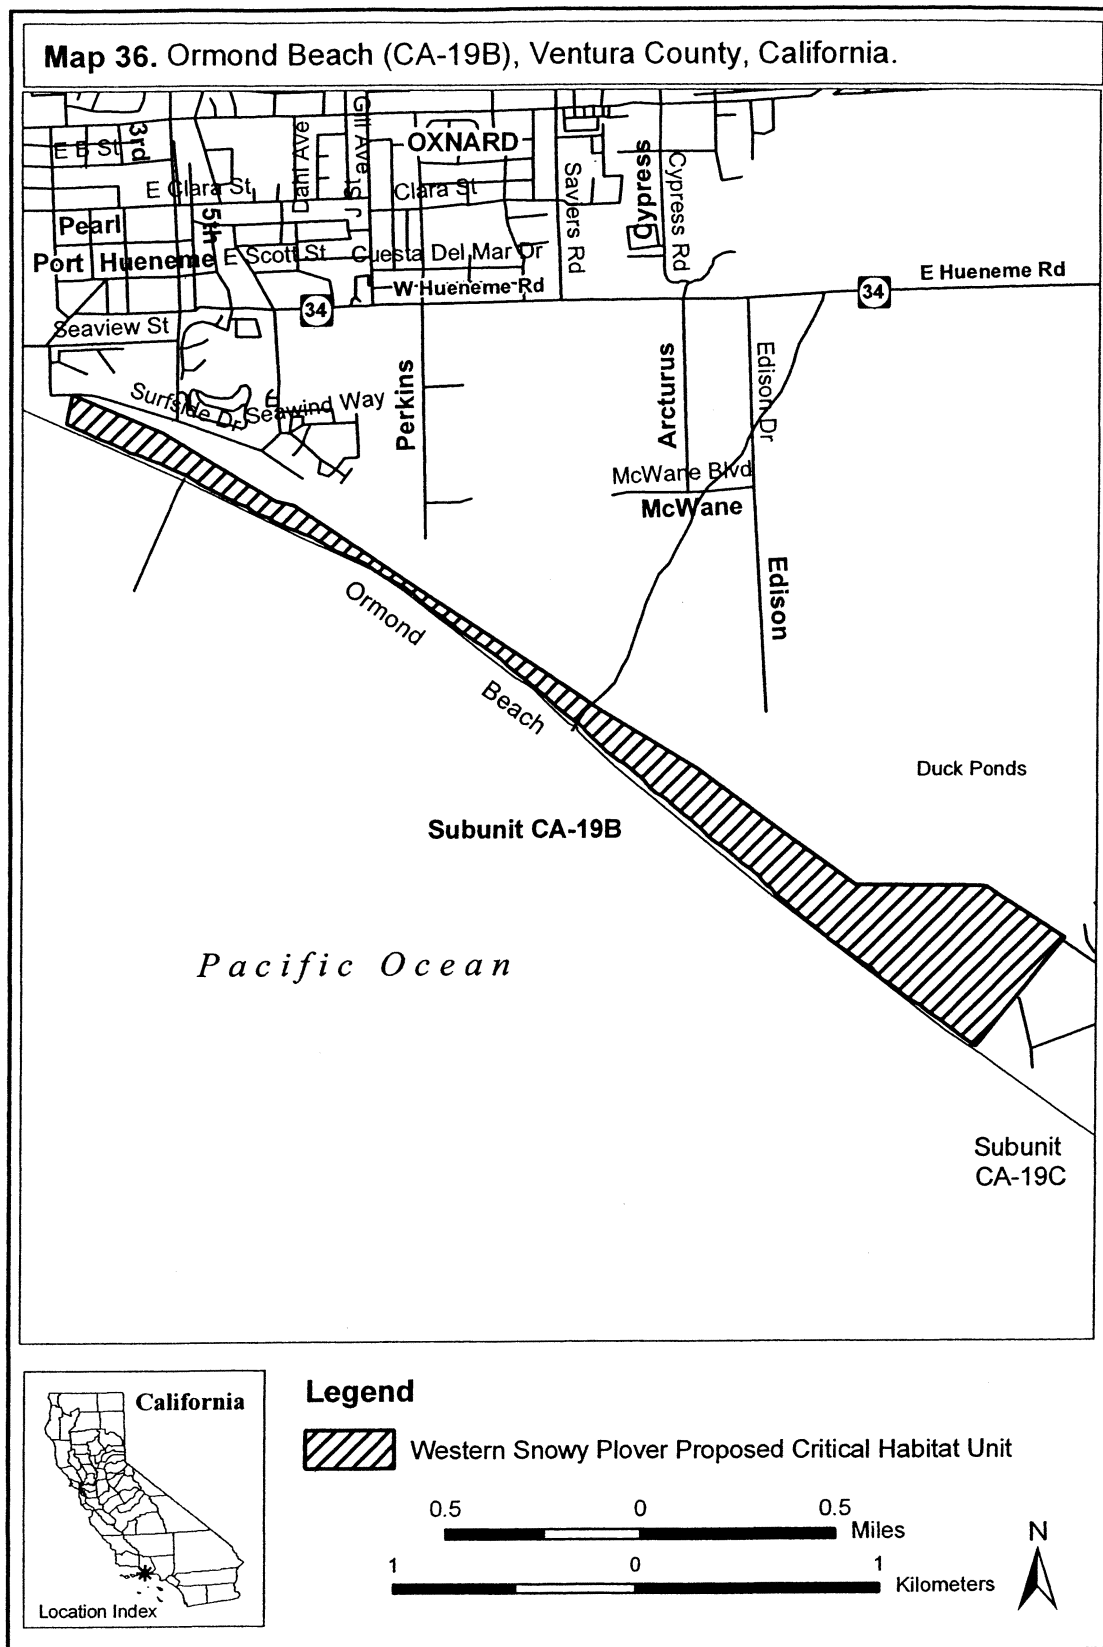 Map 36. Ormond Beach (CA-19B), Ventura County, California.
E B St
3rd
Dahl Ave
Gill Ave
OXNARD
E Clara St
Clara St
J St
Saviers Rd
Cypress
Cypress Rd
Pearl
5th
Port Hueneme
E Scott St
Cuesta Del Mar Dr
W Hueneme Rd
E Hueneme Rd
34
34
Seaview St
Surfside Dr
E Seawind Way
Perkins
Arcturus
Edison Dr
McWane Blvd
McWane
Edison
Ormond
Beach
Duck Ponds
Subunit CA-19B
Pacific Ocean
Subunit
CA-19C
California
Location Index
Legend
Western Snowy Plover Proposed Critical Habitat Unit
0.5 0 0.5
Miles
1 0 1
Kilometers
N